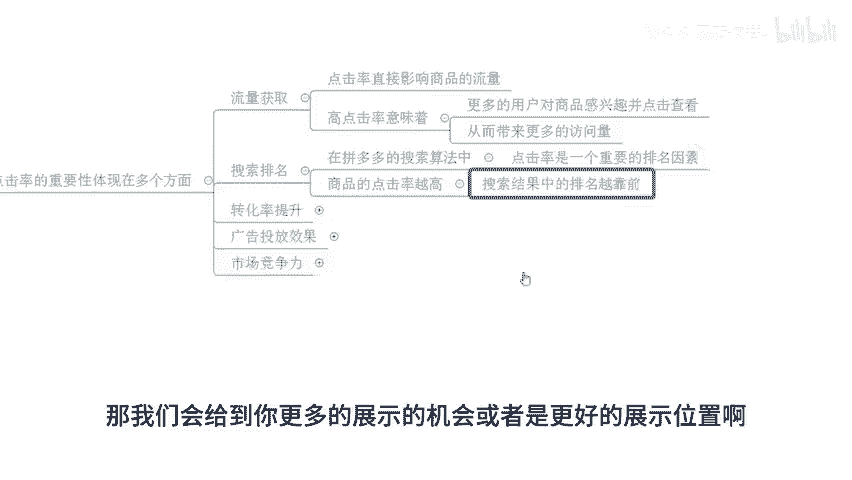 bilibili
点击率直接影响商品的流量
流量获取
高点击率意味着
更多的用户对商品感兴趣并点击查看
从而带来更多的访问量
击率的重要性体现在多个方面
搜索排名
在拼多多的搜索算法中
点击率是一个重要的排名因素
商品的点击率越高
搜索结果中的排名越靠前
转化率提升
广告投放效果
市场竞争力
那我们会给到你更多的展示的机会或者是更好的展示位置啊